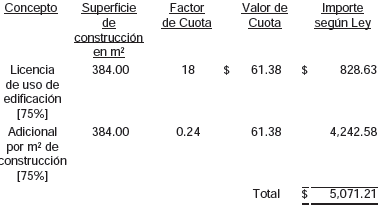 Concepto Superficie de construcción en m² Factor de Cuota Valor de Cuota Importe según Ley
Licencia de uso de edificación [75%] 384.00 18 $ 61.38 $ 828.63
Adicional por m² de construcción [75%] 384.00 0.24 61.38 4,242.58
Total $ 5,071.21